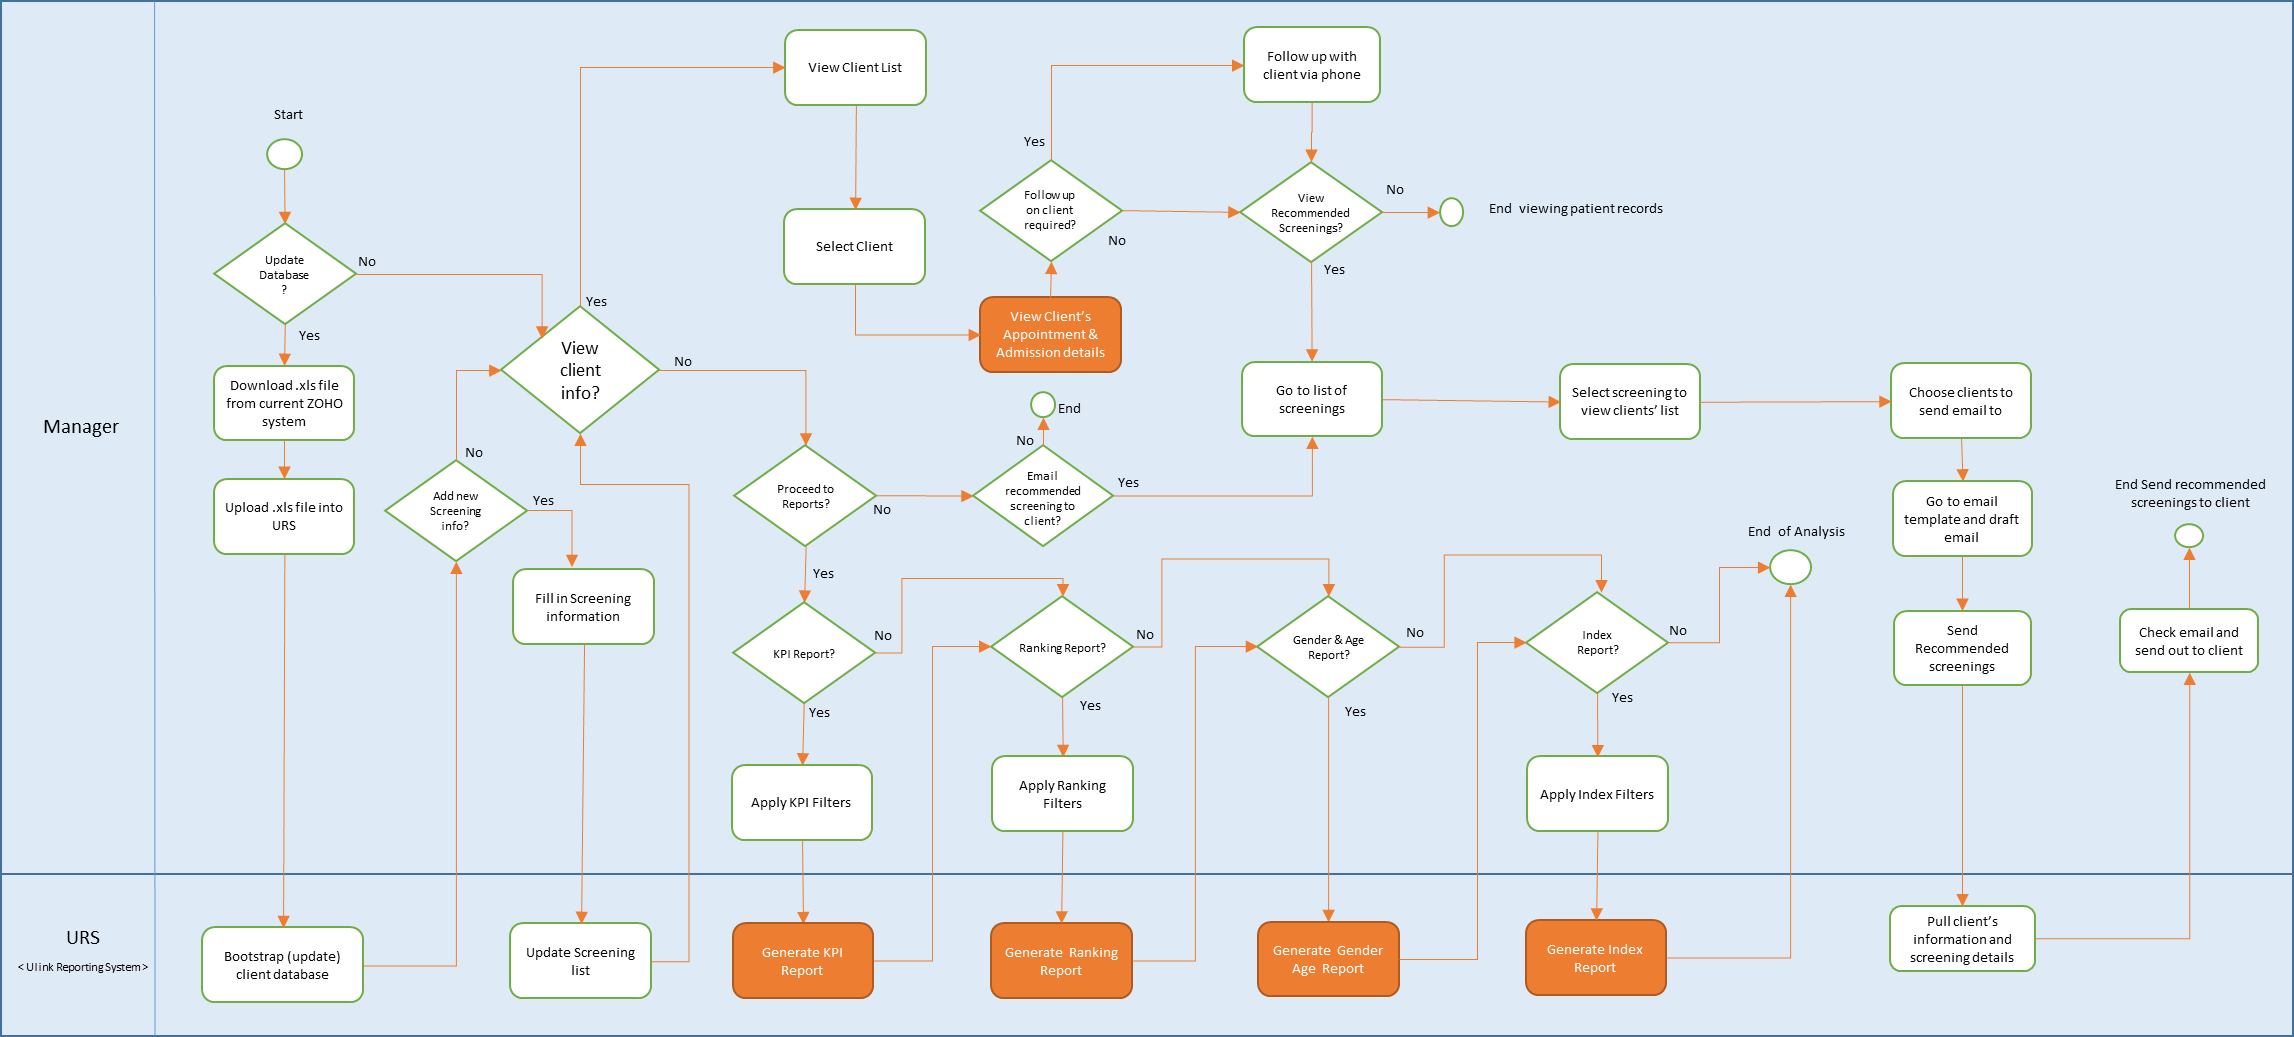 Manager
Start
Update
Database
?
No
Yes
Download .xls file
from current ZOHO
system
Upload .xls file into
URS
Add new
Screening
info?
No
Yes
Fill in Screening
information
View
client
info?
Yes
No
View Client List
Select Client
View Client's
Appointment &
Admission details
Follow up
on client
required?
Yes
No
Follow up with
client via phone
View
Recommended
Screenings?
No
End  viewing patient records
Yes
Proceed to
Reports?
No
Yes
Email
recommended
screening to
client?
No
End
Yes
Go to list of
screenings
Select screening to
view clients' list
Choose clients to
send email to
Go to email
template and draft
email
Send
Recommended
screenings
End Send recommended
screenings to client
Check email and
send out to client
KPI Report?
No
Yes
Apply KPI Filters
Ranking Report?
No
Yes
Apply Ranking
Filters
Gender & Age
Report?
No
Yes
Index
Report?
No
Yes
Apply Index Filters
End  of Analysis
URS
< Ulink Reporting System>
Bootstrap (update)
client database
Update Screening
list
Generate KPI
Report
Generate  Ranking
Report
Generate  Gender
Age  Report
Generate Index
Report
Pull client's
information and
screening details